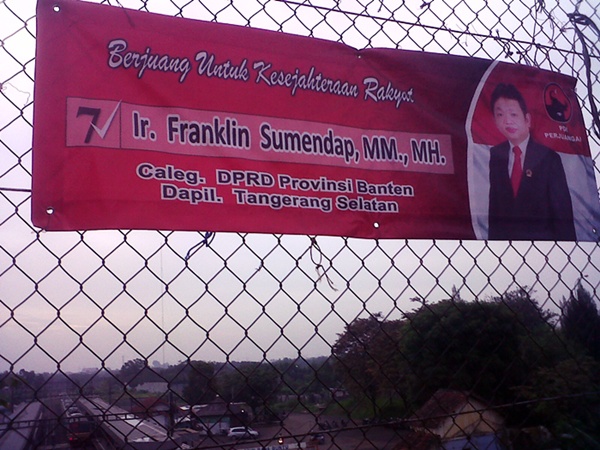 Berjuang Untuk Kesejahteraan Rakyat
7 Ir. Franklin Sumendap, MM., MH.
Caleg. DPRD Provinsi Banten
Dapil. Tangerang Selatan
PDI
PERJUANGAN